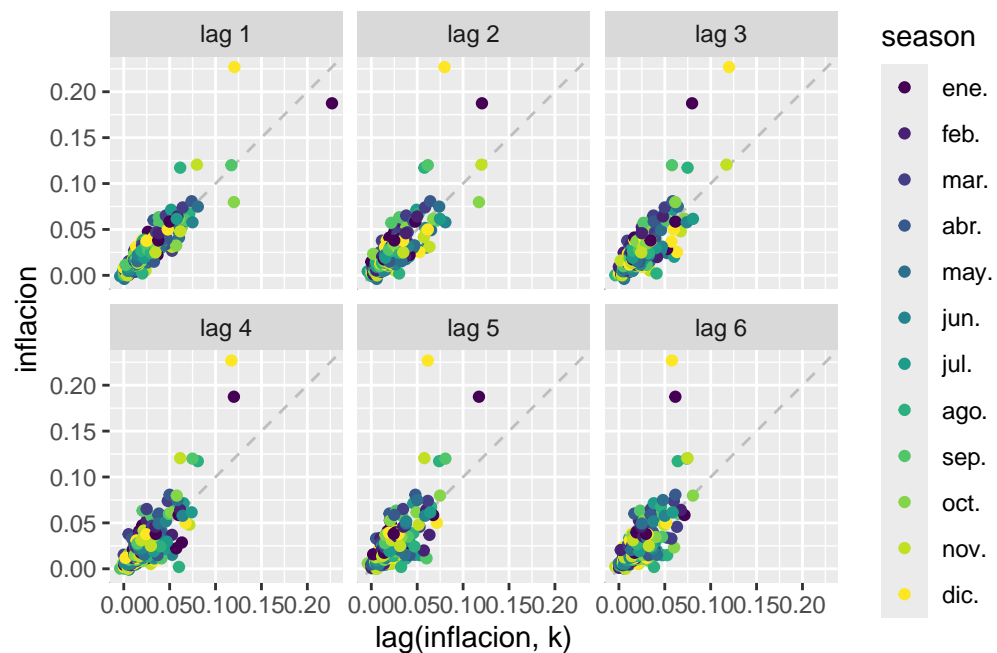 lag 1
lag 2
lag 3
0.20
0.15
0.10
0.05
0.00
lag 4
lag 5
lag 6
0.20
0.15
0.10
0.05
0.00
0.000.050.100.150.20
0.000.050.100.150.20
0.000.050.100.150.20
lag(inflacion, k)
inflacion
season
ene.
feb.
mar.
abr.
may.
jun.
jul.
ago.
sep.
oct.
nov.
dic.